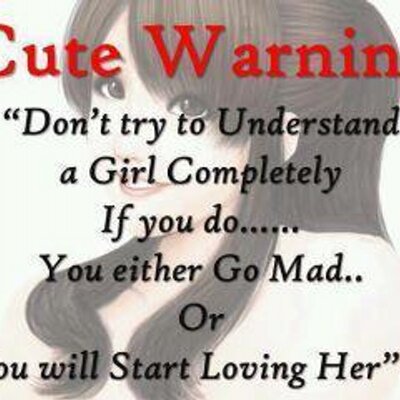 Cute Warnin
“Don’t try to Understand
a Girl Completely
If you do......
You either Go Mad..
Or
ou will Start Loving Her”